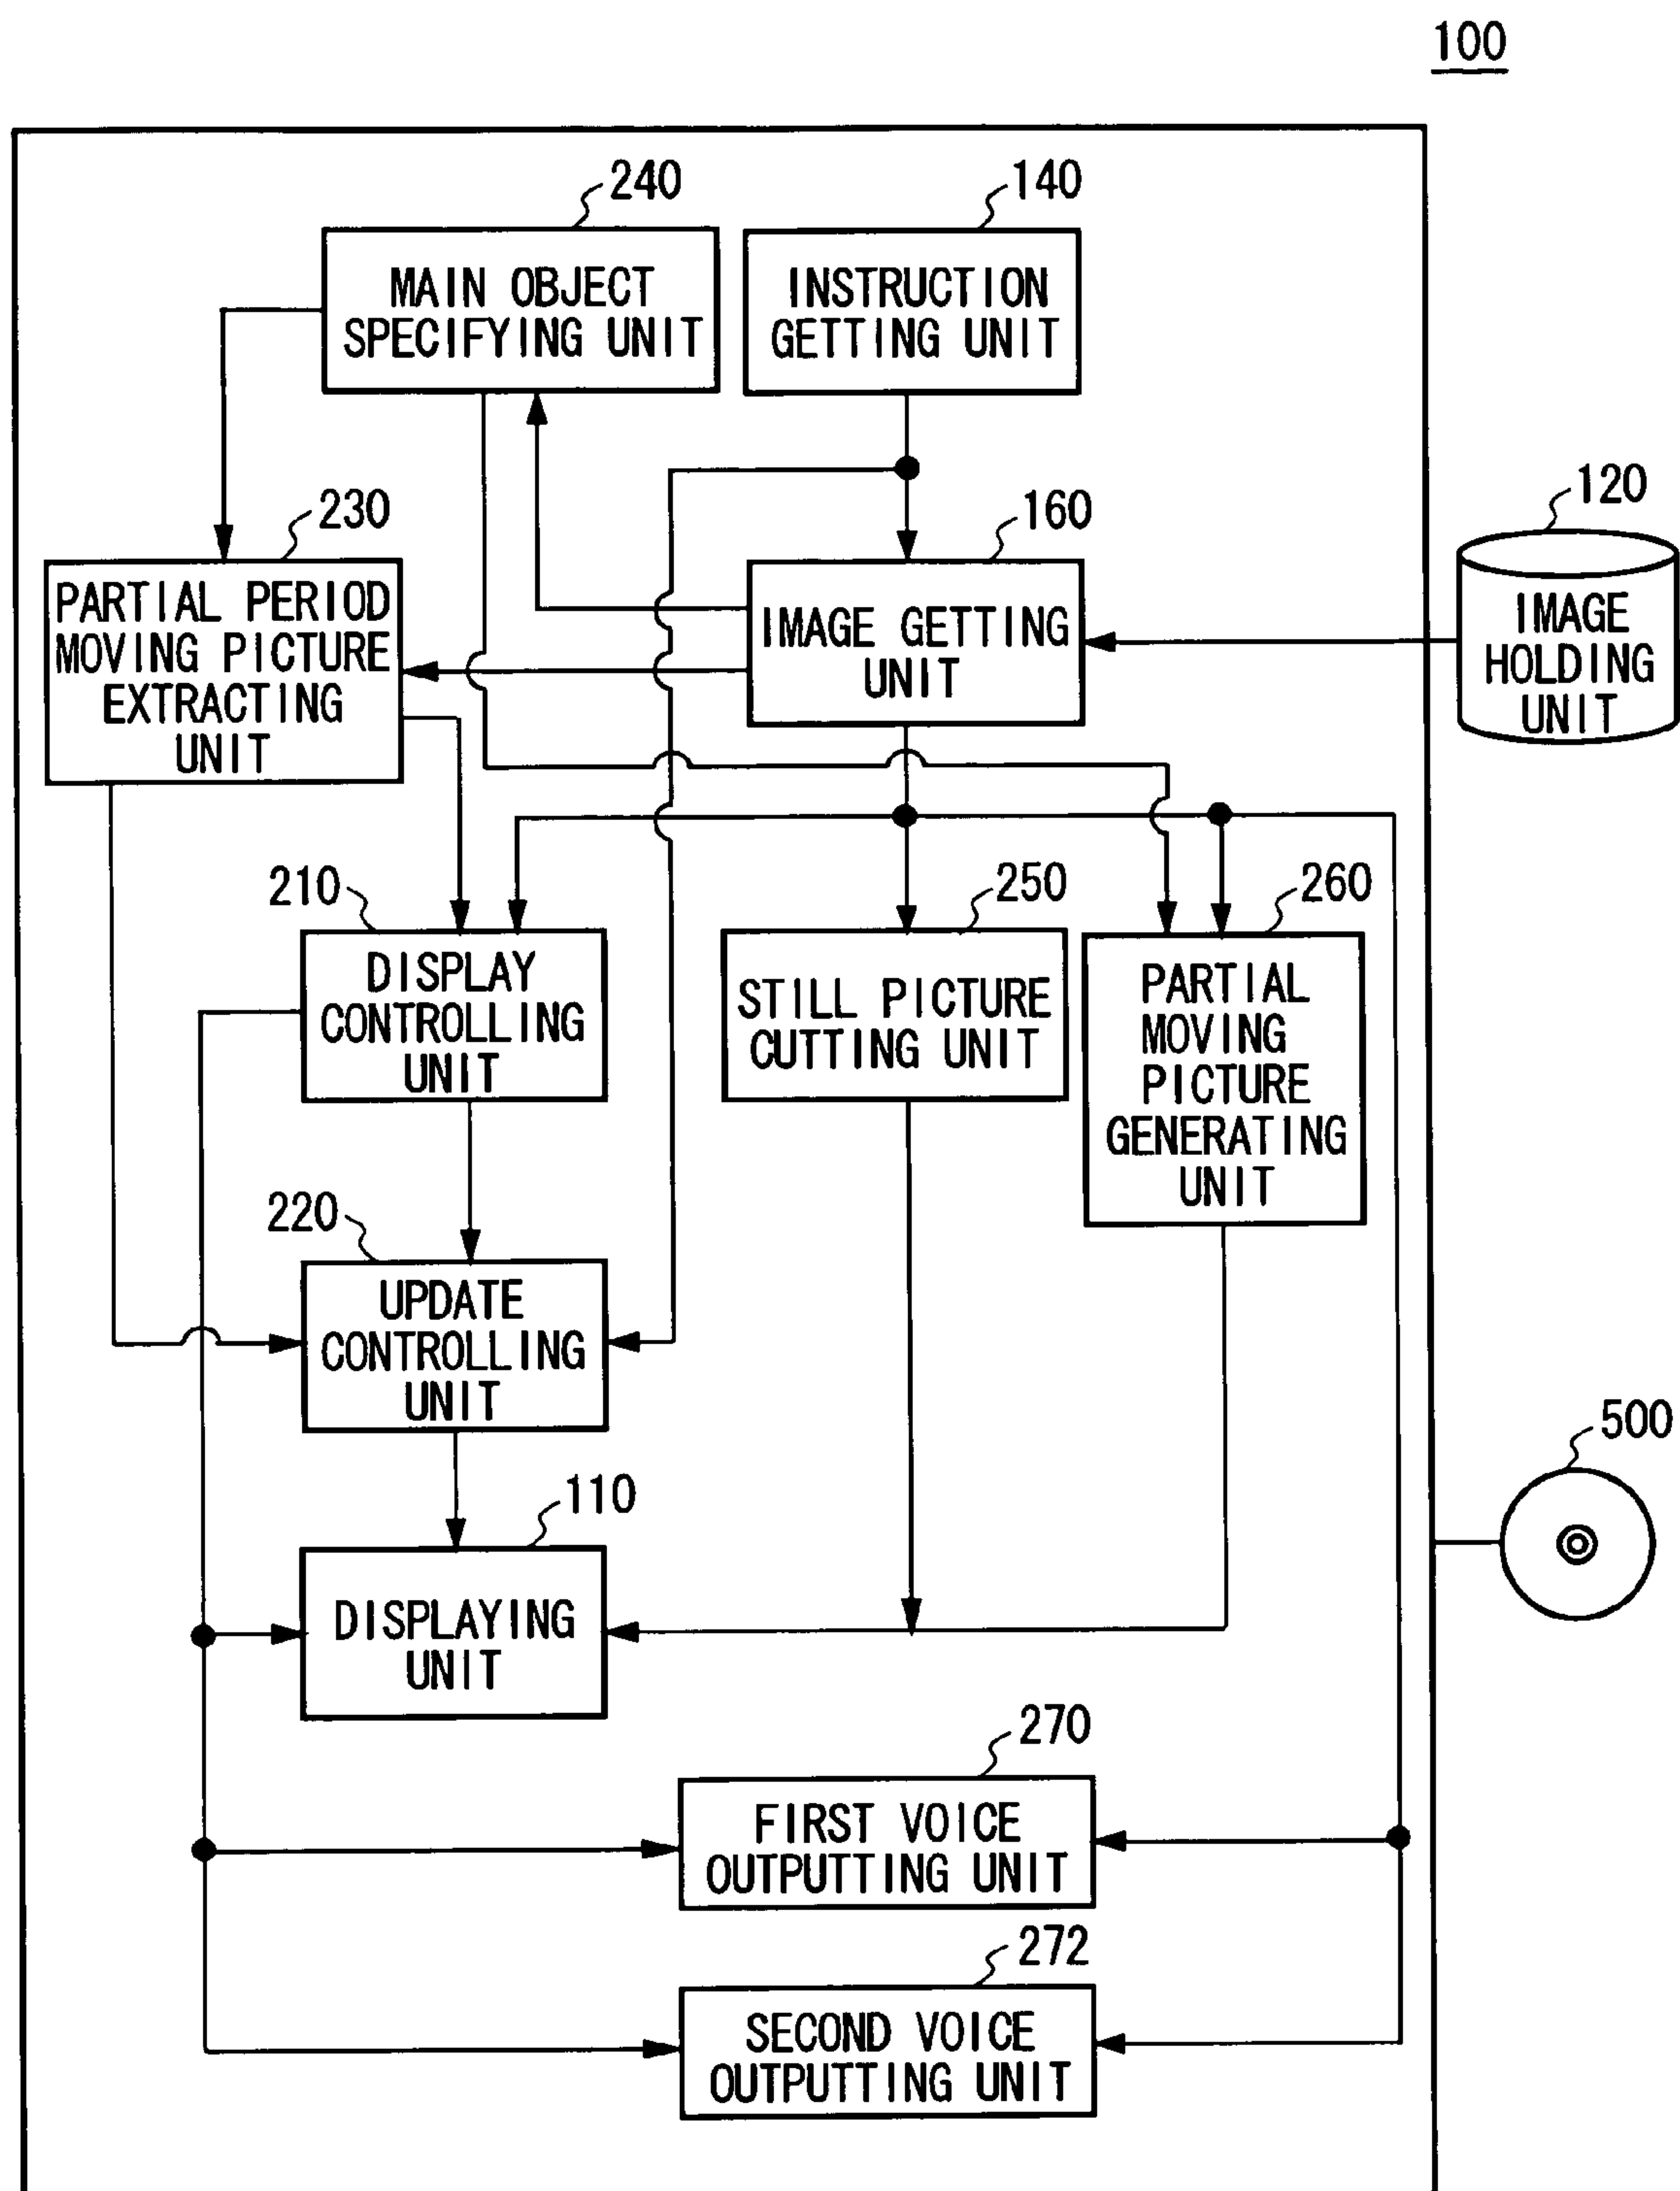 100
240
MAIN OBJECT
SPECIFYING UNIT
140
INSTRUCTION
GETTING UNIT
230
PARTIAL PERIOD
MOVING PICTURE
EXTRACTING
UNIT
160
IMAGE GETTING
UNIT
120
IMAGE
HOLDING
UNIT
210
DISPLAY
CONTROLLING
UNIT
250
STILL PICTURE
CUTTING UNIT
260
PARTIAL
MOVING
PICTURE
GENERATING
UNIT
220
UPDATE
CONTROLLING
UNIT
500
110
DISPLAYING
UNIT
270
FIRST VOICE
OUTPUTTING UNIT
272
SECOND VOICE
OUTPUTTING UNIT